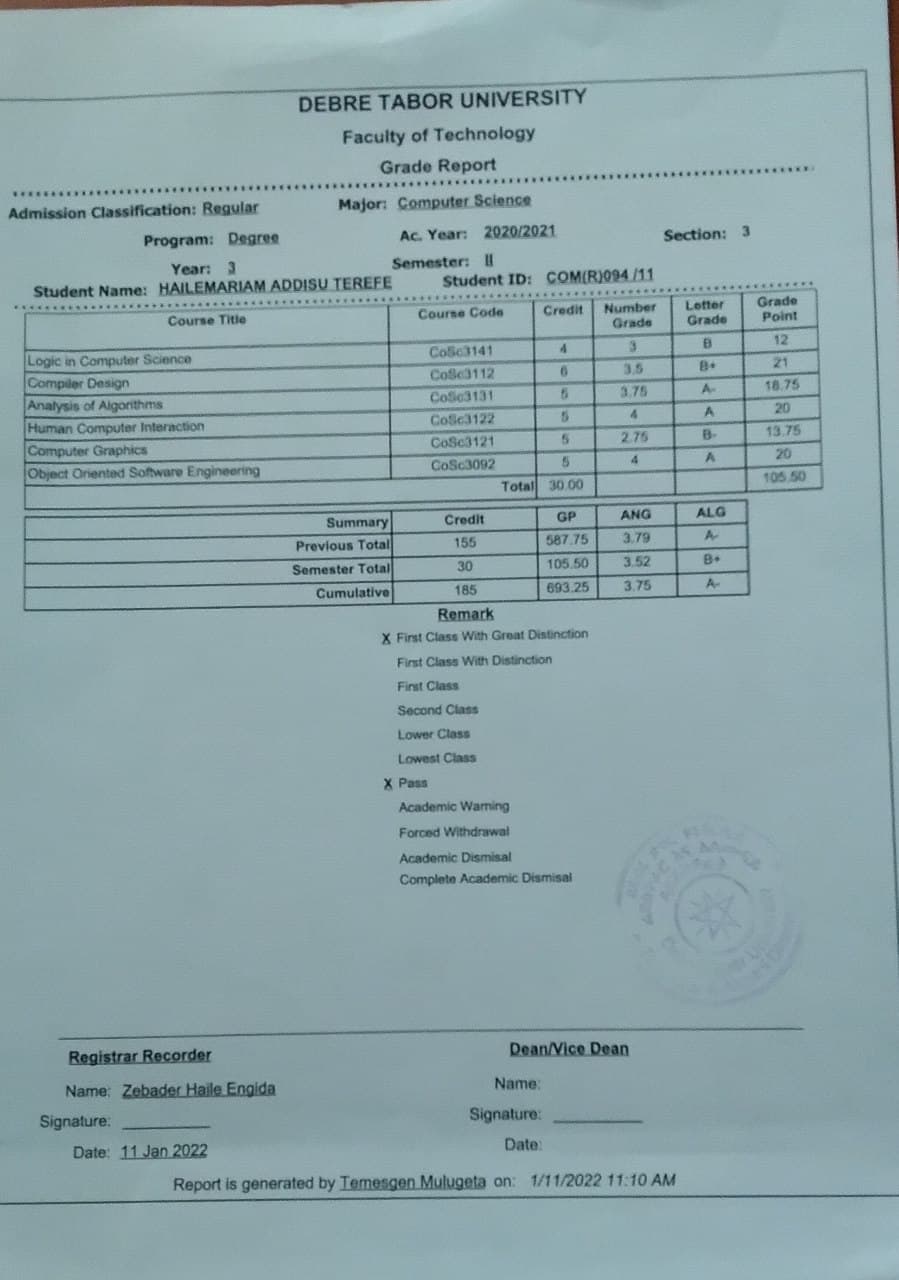 DEBRE TABOR UNIVERSITY
Faculty of Technology
Grade Report
Admission Classification: Regular Major: Computer Science
Program: Degree Ac. Year: 2020/2021 Section: 3
Year: 3 Semester: II
Student Name: HAILEMARIAM ADDISU TEREFE Student ID: COM(R)094 /11
Course Title Course Code Credit Number Grade Letter Grade Grade Point
Logic in Computer Science CoSc3141 4 3 B 12
Compiler Design CoSc3112 6 3.5 B+ 21
Analysis of Algorithms CoSc3131 5 3.75 A- 18.75
Human Computer Interaction CoSc3122 5 4 A 20
Computer Graphics CoSc3121 5 2.75 B- 13.75
Object Oriented Software Engineering CoSc3092 5 4 A 20
Total 30.00 105.50
Summary Credit GP ANG ALG
Previous Total 155 587.75 3.79 A-
Semester Total 30 105.50 3.52 B+
Cumulative 185 693.25 3.75 A-
Remark
X First Class With Great Distinction
First Class With Distinction
First Class
Second Class
Lower Class
Lowest Class
X Pass
Academic Warning
Forced Withdrawal
Academic Dismisal
Complete Academic Dismisal
Registrar Recorder Dean/Vice Dean
Name: Zebader Haile Engida Name:
Signature: Signature:
Date: 11 Jan 2022 Date:
Report is generated by Temesgen Mulugeta on: 1/11/2022 11:10 AM